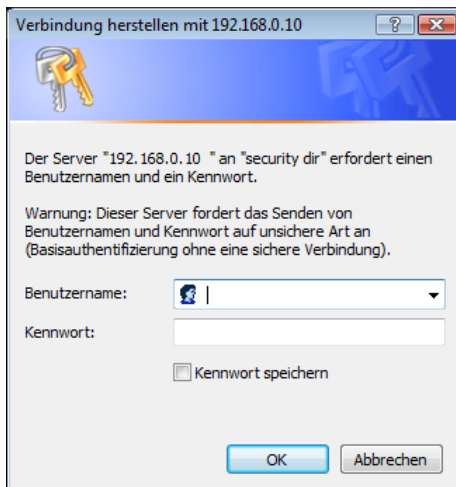 Verbindung herstellen mit 192.168.0.10
Der Server "192.168.0.10 " an "security dir" erfordert einen
Benutzernamen und ein Kennwort.
Warnung: Dieser Server fordert das Senden von
Benutzernamen und Kennwort auf unsichere Art an
(Basisauthentifizierung ohne eine sichere Verbindung).
Benutzername:
Kennwort:
Kennwort speichern
OK Abbrechen